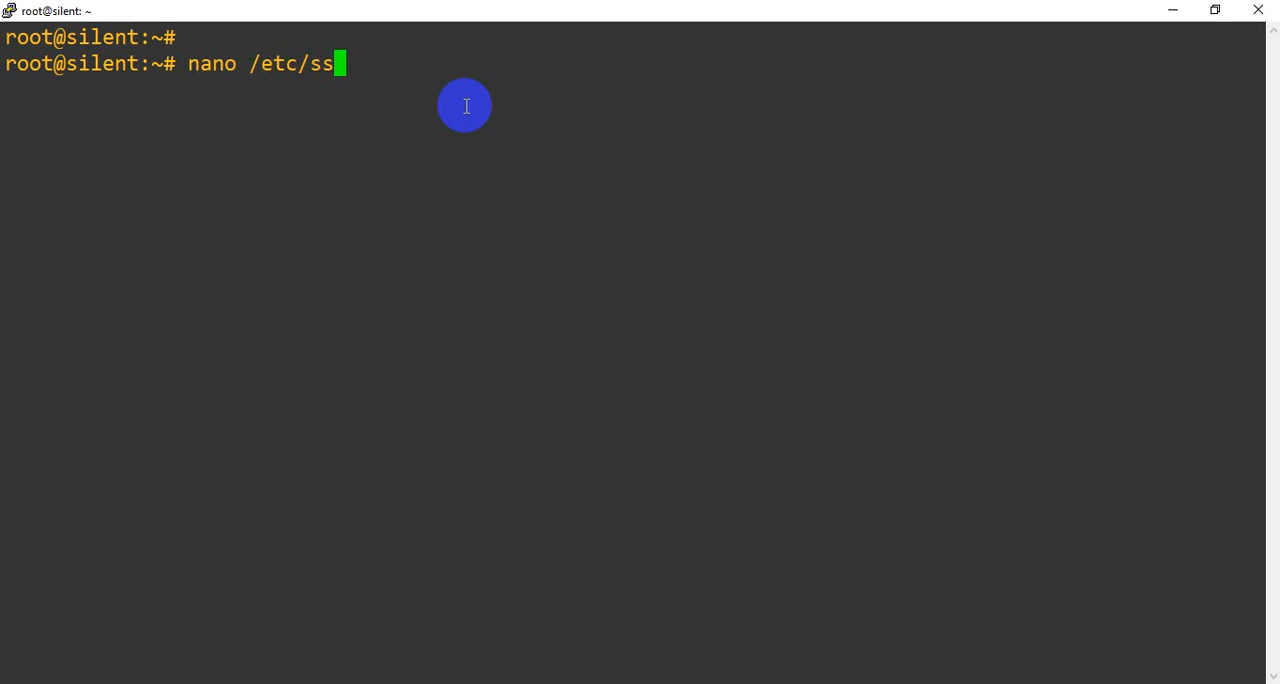 root@silent: ~
root@silent:~#
root@silent:~# nano /etc/ss